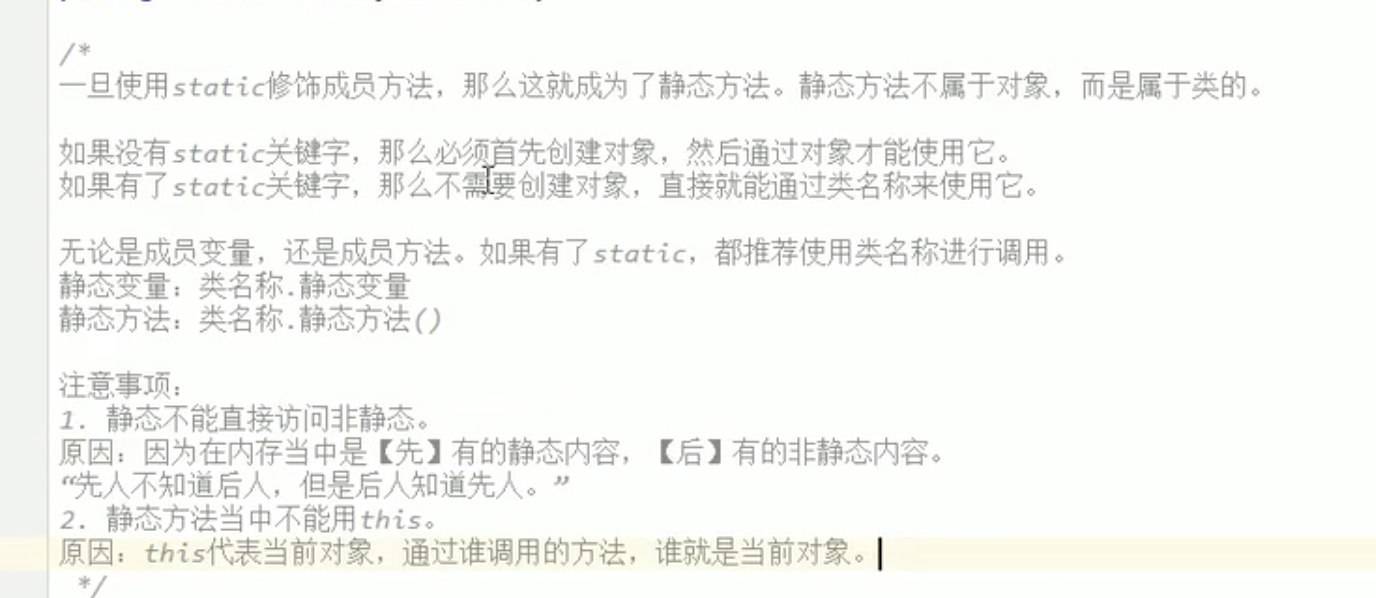 /*
一旦使用static修饰成员方法，那么这就成为了静态方法。静态方法不属于对象，而是属于类的。
如果没有static关键字，那么必须首先创建对象，然后通过对象才能使用它。
如果有了static关键字，那么不需要创建对象，直接就能通过类名称来使用它。
无论是成员变量，还是成员方法。如果有了static，都推荐使用类名称进行调用。
静态变量：类名称.静态变量
静态方法：类名称.静态方法()
注意事项：
1. 静态不能直接访问非静态。
原因：因为在内存当中是【先】有的静态内容，【后】有的非静态内容。
“先人不知道后人，但是后人知道先人。”
2. 静态方法当中不能用this。
原因：this代表当前对象，通过谁调用的方法，谁就是当前对象。
*/